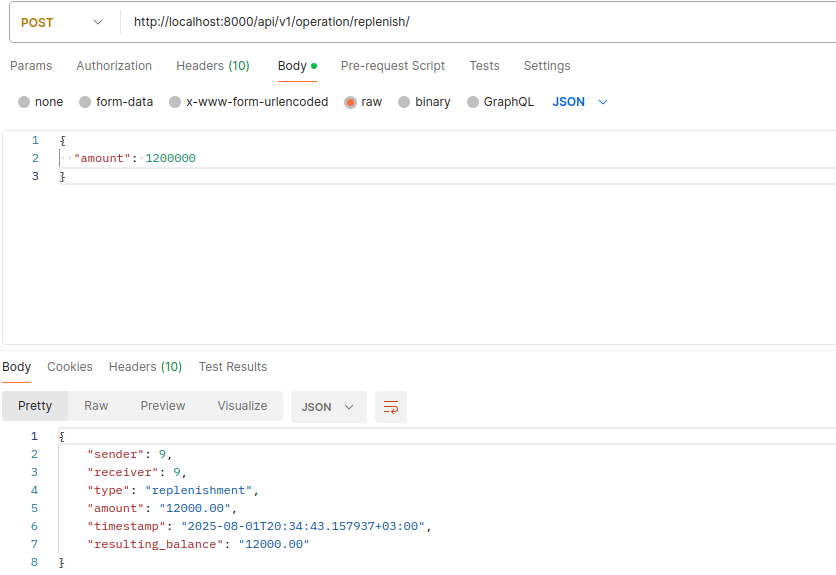 POST http://localhost:8000/api/v1/operation/replenish/
Params Authorization Headers (10) Body Pre-request Script Tests Settings
none form-data x-www-form-urlencoded raw binary GraphQL JSON
1 {
2 "amount": 1200000
3 }
Body Cookies Headers (10) Test Results
Pretty Raw Preview Visualize JSON
1 {
2 "sender": 9,
3 "receiver": 9,
4 "type": "replenishment",
5 "amount": "12000.00",
6 "timestamp": "2025-08-01T20:34:43.157937+03:00",
7 "resulting_balance": "12000.00"
8 }